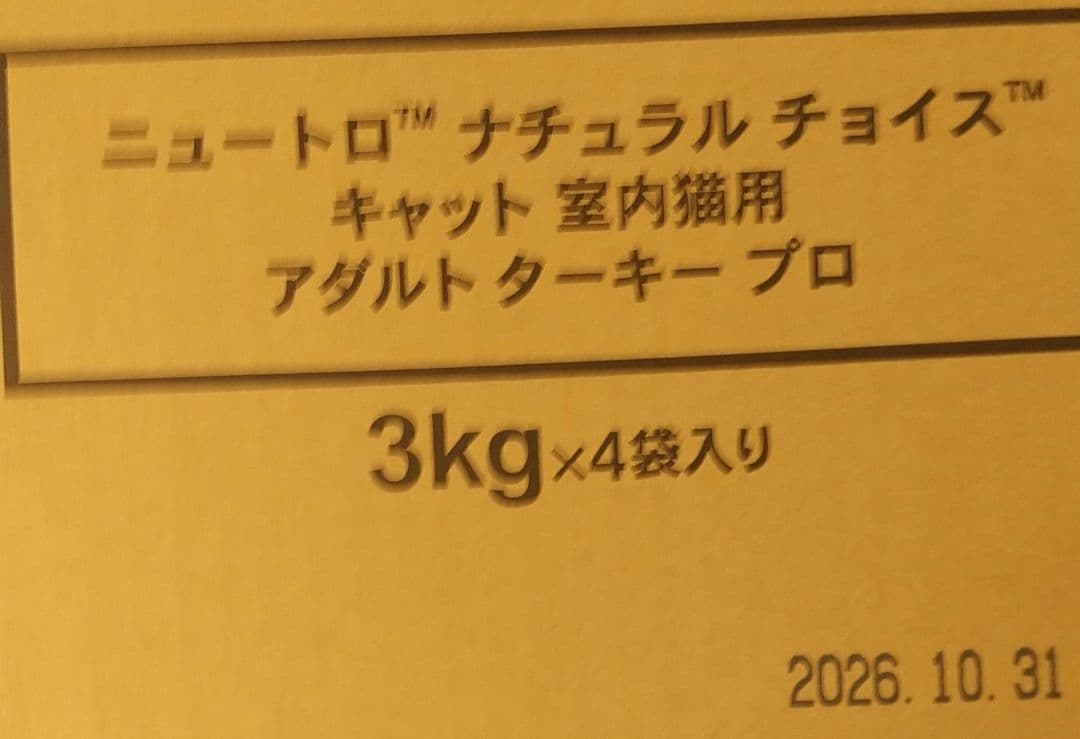 ニュートロ™ ナチュラル チョイス™
キャット 室内猫用
アダルト ターキー プロ
3kg×4袋入り
2026.10.31